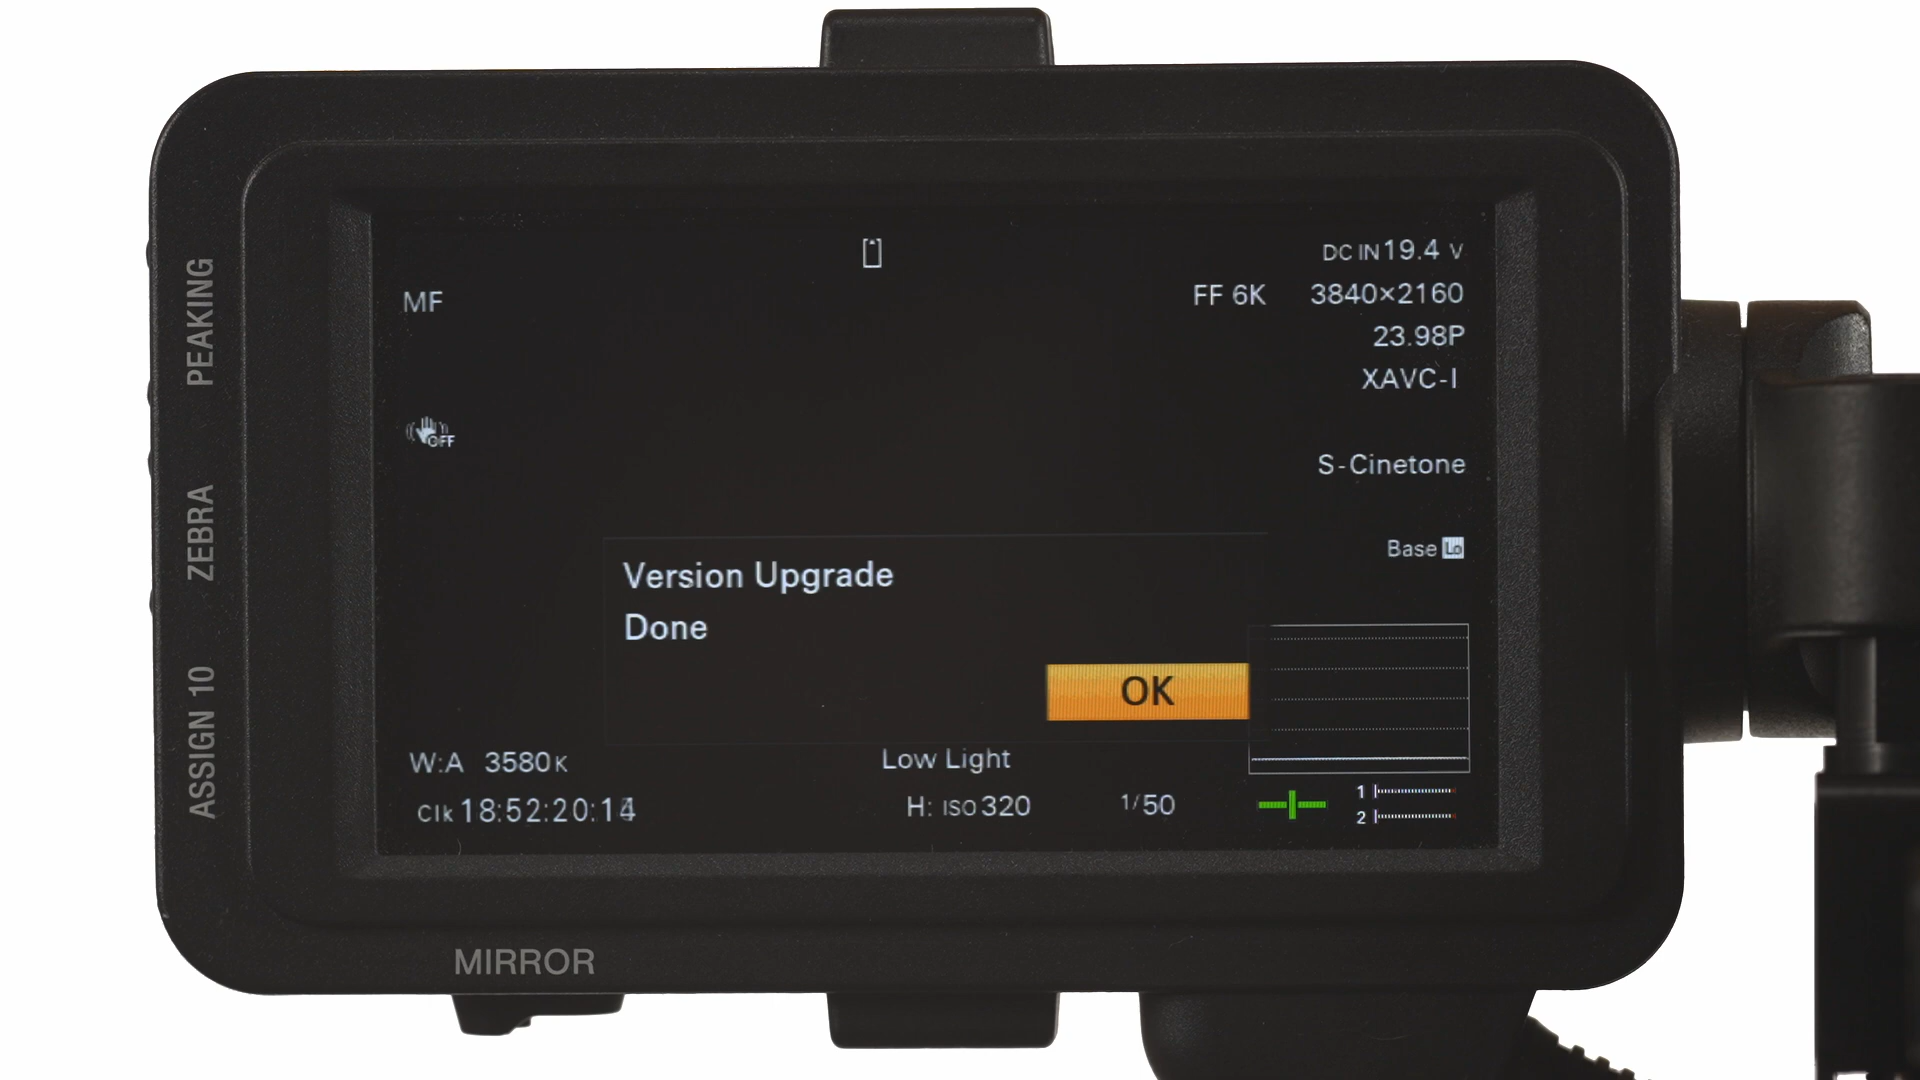 DC IN 19.4 V
MF
FF 6K 3840×2160
23.98P
XAVC-I
OFF
S-Cinetone
Base Lo
Version Upgrade
Done
OK
W:A 3580K
Low Light
Clk 18:52:20:14
H: ISO 320
1/50
1
2
PEAKING
ZEBRA
ASSIGN 10
MIRROR